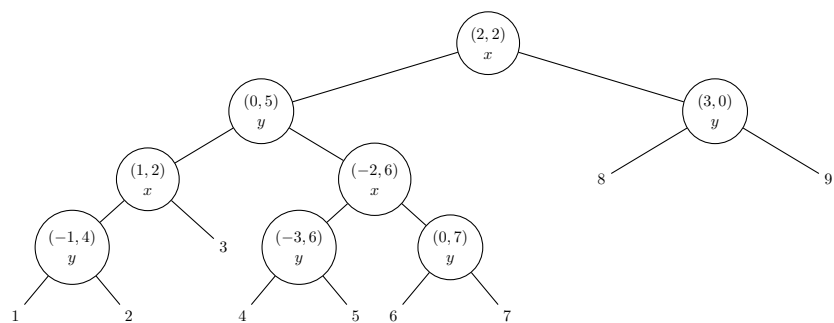 (2, 2)
x
(0, 5)
y
(3, 0)
y
(1, 2)
x
(−2, 6)
x
8
9
(−1, 4)
y
3
(−3, 6)
y
(0, 7)
y
1
2
4
5
6
7